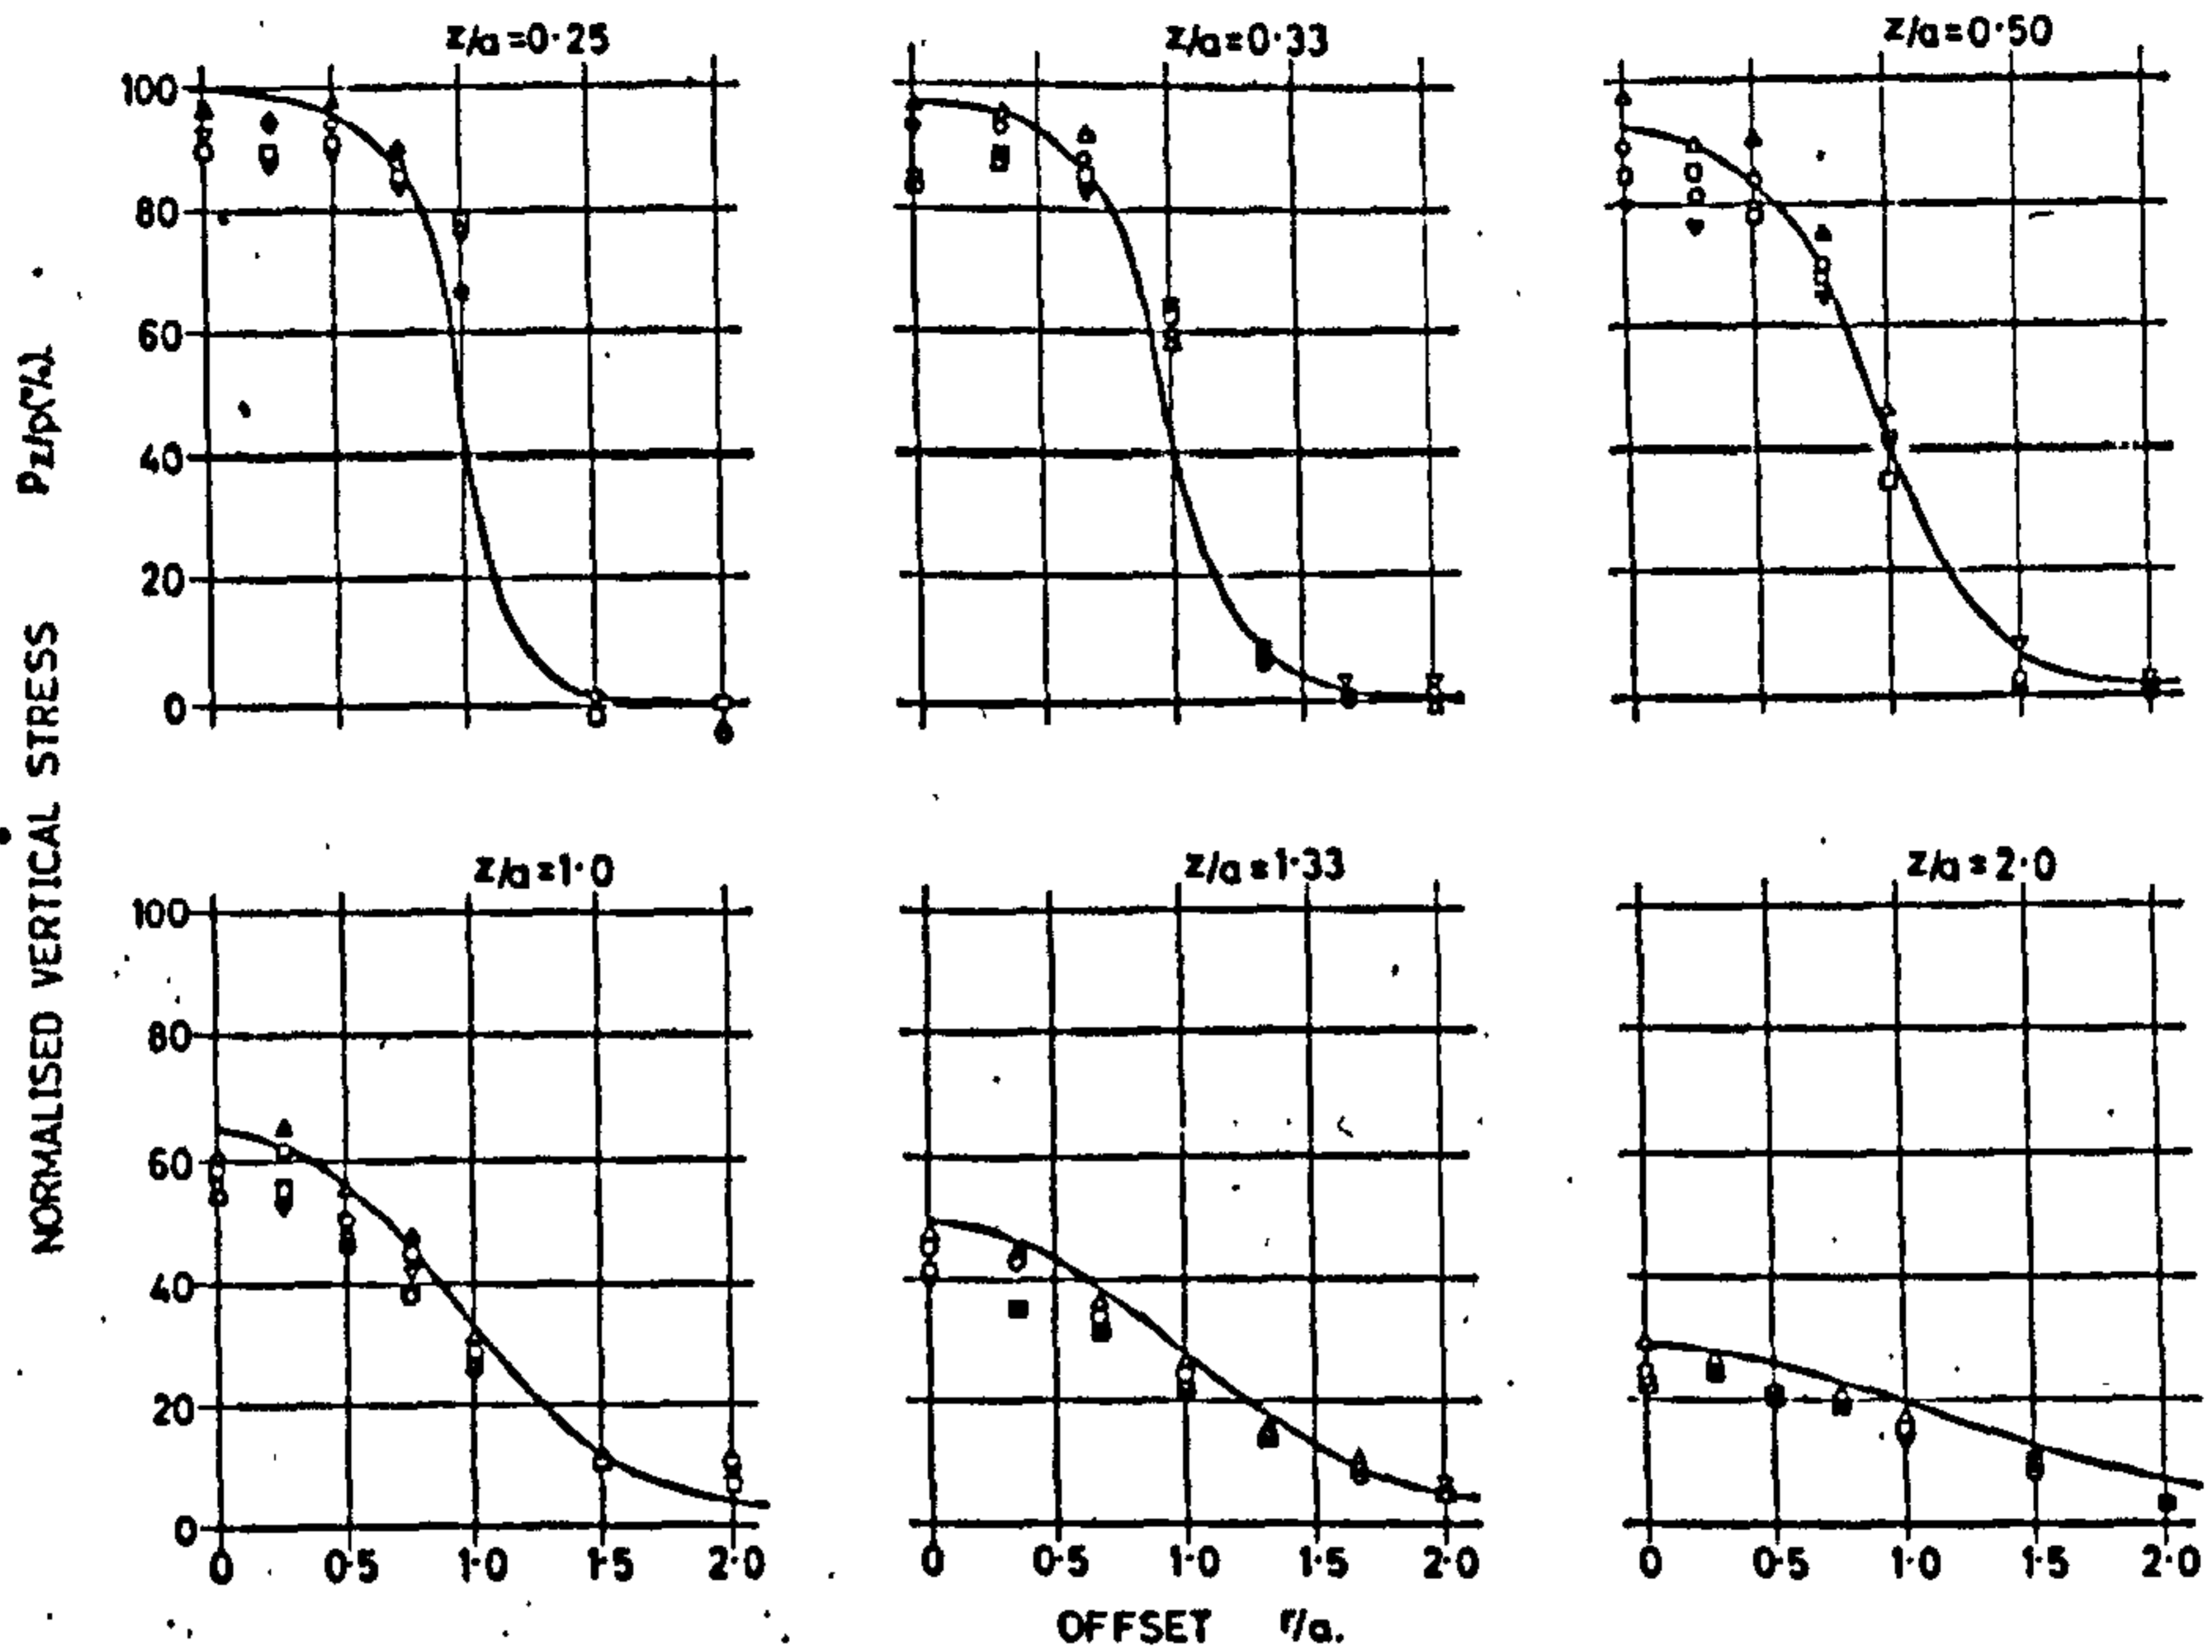 z/a=0·25
z/a=0·33
z/a=0·50
100
80
60
40
20
0
NORMALISED VERTICAL STRESS Pz/p(%)
z/a=1·0
z/a=1·33
z/a=2·0
100
80
60
40
20
0
0 0·5 1·0 1·5 2·0
0 0·5 1·0 1·5 2·0
0 0·5 1·0 1·5 2·0
OFFSET r/a.